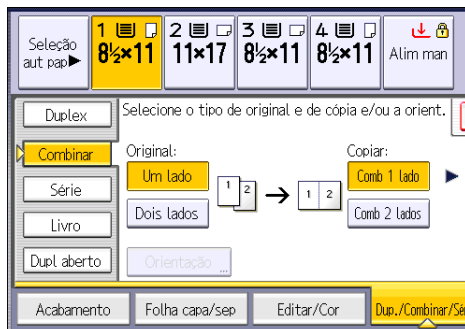 Seleção
aut pap▶
1
8½×11
2
11×17
3
8½×11
4
8½×11
Alim man
Duplex
Selecione o tipo de original e de cópia e/ou a orient.
Combinar
Original:
Copiar:
Um lado
Comb 1 lado
Série
1 2
1 2
Dois lados
Comb 2 lados
Livro
Dupl aberto
Orientação...
Acabamento
Folha capa/sep
Editar/Cor
Dup./Combinar/Sé